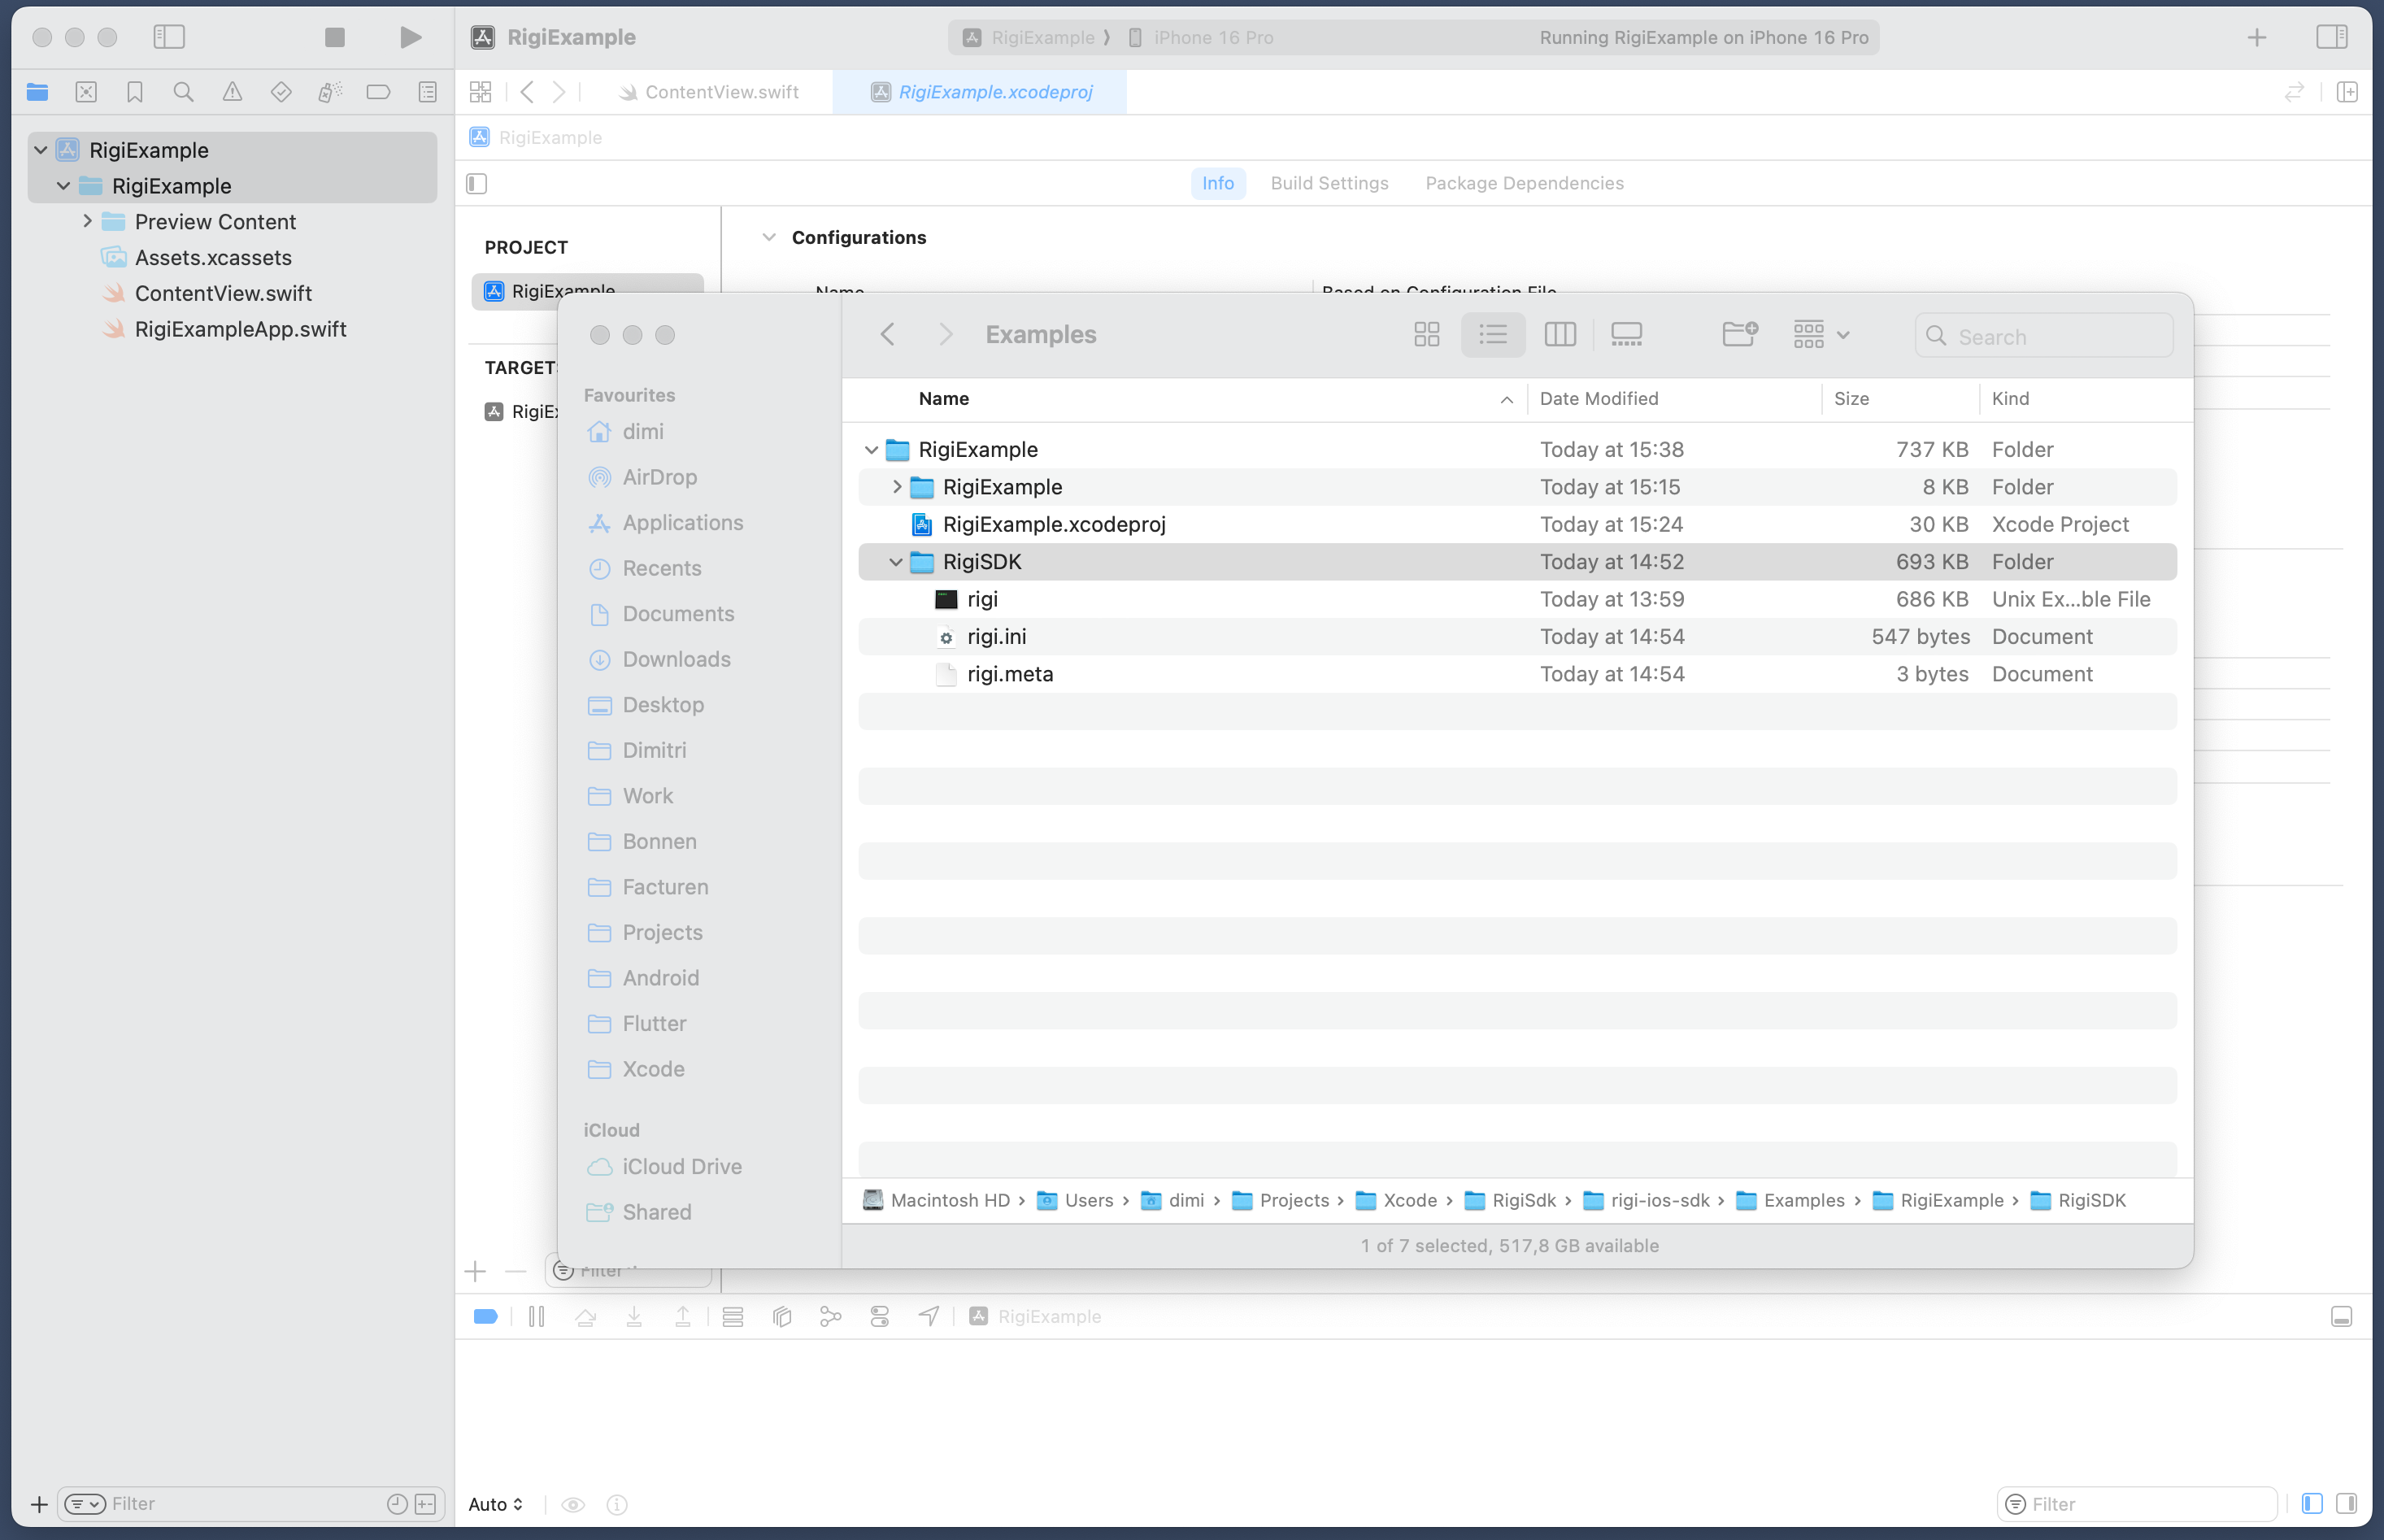 RigiExample
RigiExample
iPhone 16 Pro
Running RigiExample on iPhone 16 Pro
ContentView.swift
RigiExample.xcodeproj
RigiExample
RigiExample
RigiExample
Preview Content
Assets.xcassets
ContentView.swift
RigiExampleApp.swift
Info
Build Settings
Package Dependencies
PROJECT
RigiExample
TARGETS
RigiEx
Configurations
Name
Based on Configuration File
Examples
Search
Favourites
dimi
AirDrop
Applications
Recents
Documents
Downloads
Desktop
Dimitri
Work
Bonnen
Facturen
Projects
Android
Flutter
Xcode
iCloud
iCloud Drive
Shared
Name Date Modified Size Kind
RigiExample Today at 15:38 737 KB Folder
RigiExample Today at 15:15 8 KB Folder
RigiExample.xcodeproj Today at 15:24 30 KB Xcode Project
RigiSDK Today at 14:52 693 KB Folder
rigi Today at 13:59 686 KB Unix Ex...ble File
rigi.ini Today at 14:54 547 bytes Document
rigi.meta Today at 14:54 3 bytes Document
Macintosh HD › Users › dimi › Projects › Xcode › RigiSdk › rigi-ios-sdk › Examples › RigiExample › RigiSDK
1 of 7 selected, 517,8 GB available
Filter
RigiExample
Filter
Auto
Filter